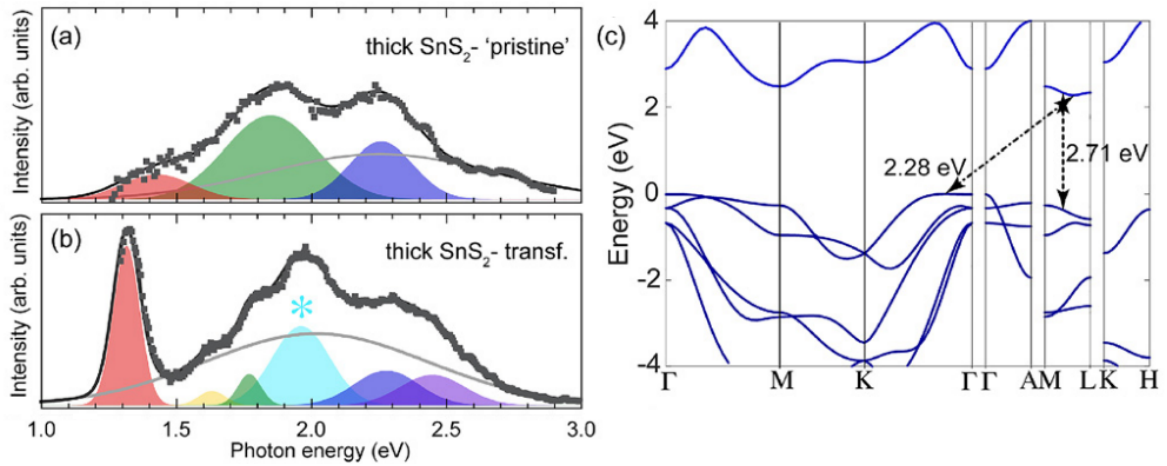 (a)
thick SnS2- 'pristine'
Intensity (arb. units)
(b)
thick SnS2- transf.
*
Intensity (arb. units)
1.0 1.5 2.0 2.5 3.0
Photon energy (eV)
(c)
4
2
0
-2
-4
Energy (eV)
2.28 eV
2.71 eV
Γ M K Γ Γ A M L K H